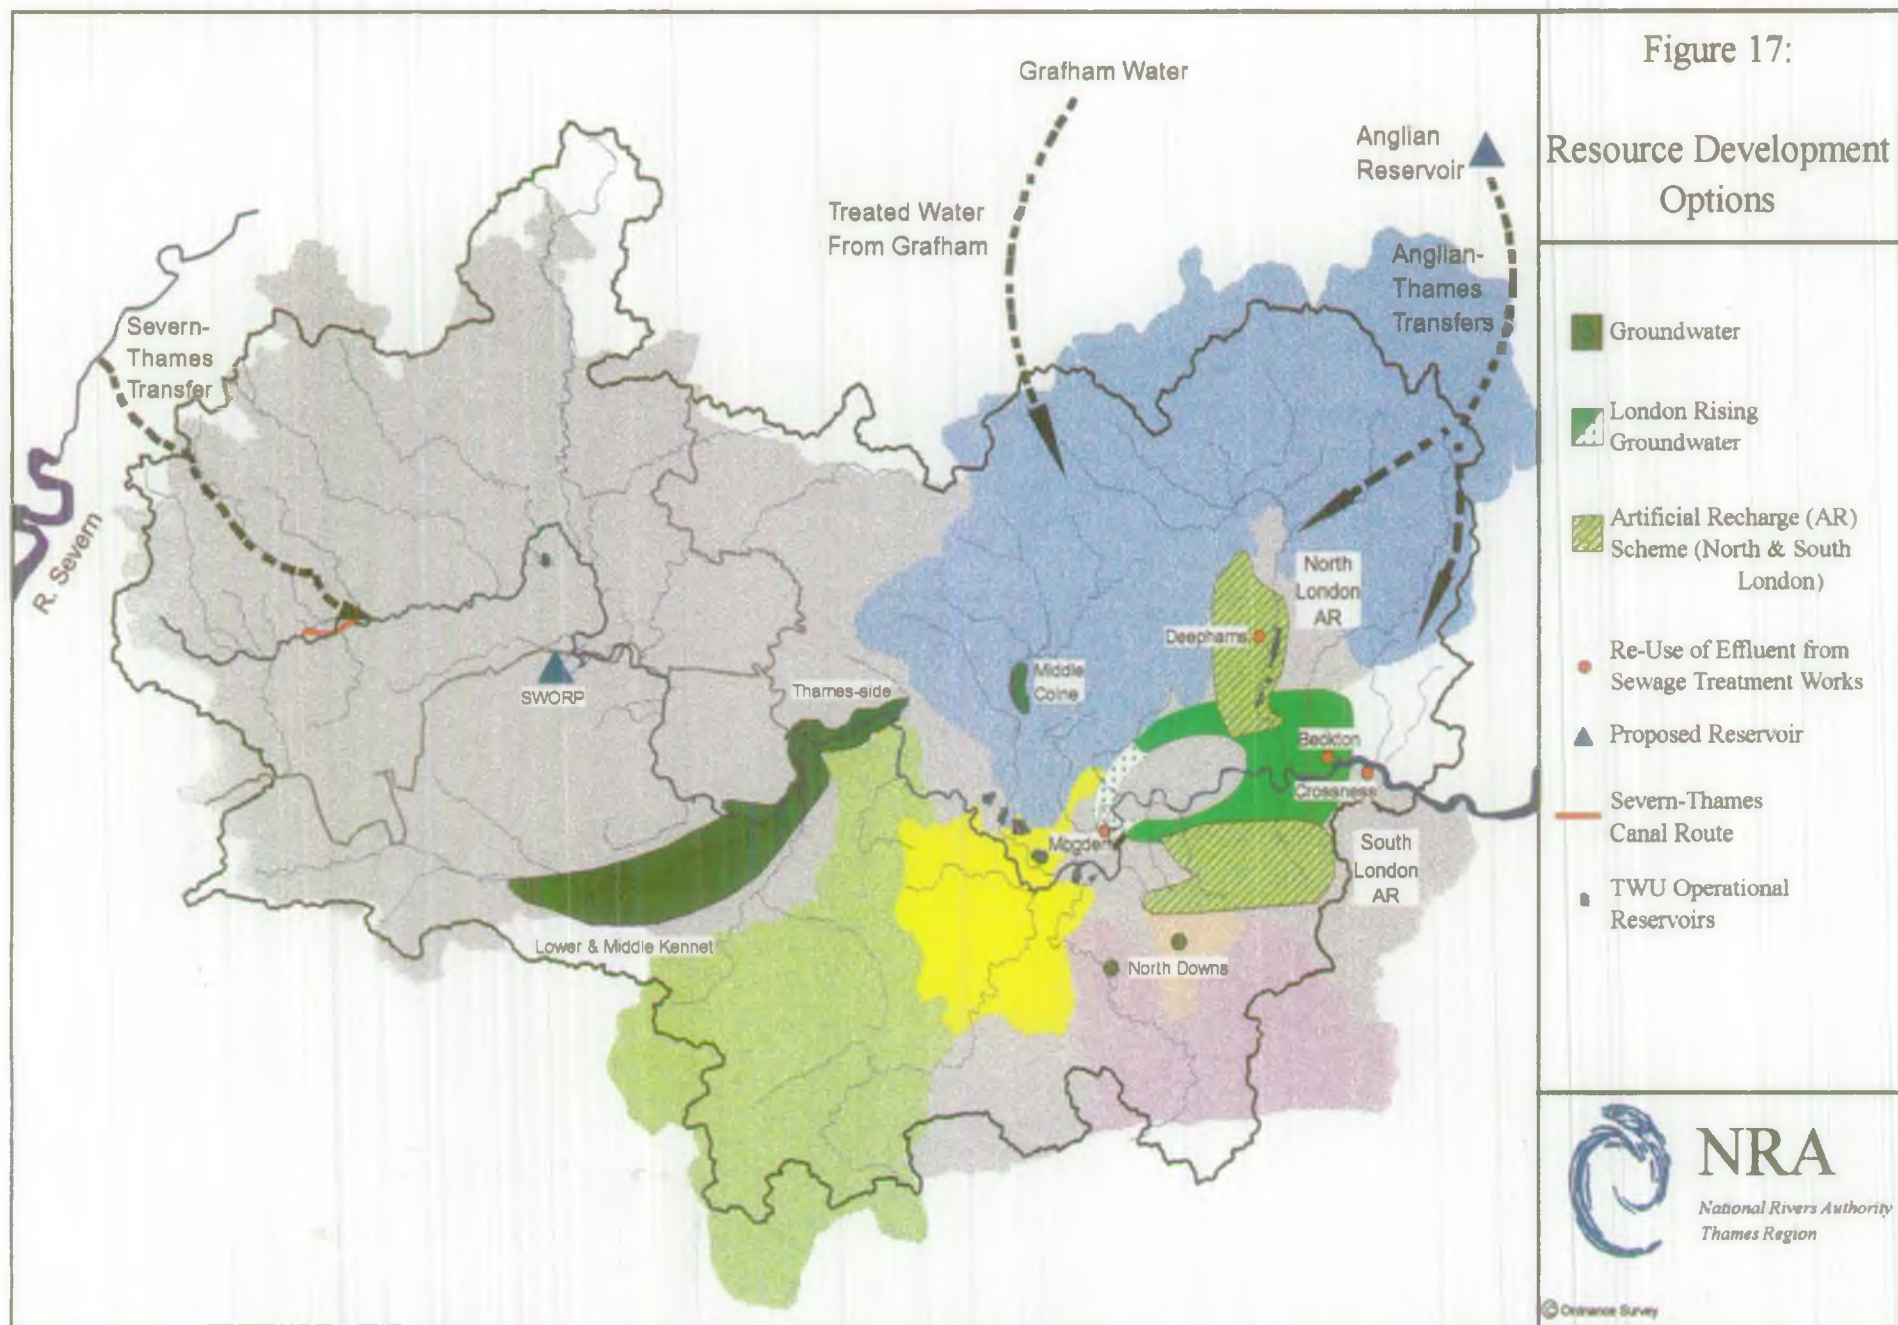 Figure 17:
Resource Development
Options
Grafham Water
Anglian
Reservoir
Treated Water
From Grafham
Anglian-
Thames
Transfers
Severn-
Thames
Transfer
R. Severn
North
London
AR
Deephams
Middle
Colne
SWORP
Thames-side
Beckton
Crossness
Mogden
South
London
AR
Lower & Middle Kennet
North Downs
Groundwater
London Rising
Groundwater
Artificial Recharge (AR)
Scheme (North & South
London)
Re-Use of Effluent from
Sewage Treatment Works
Proposed Reservoir
Severn-Thames
Canal Route
TWU Operational
Reservoirs
NRA
National Rivers Authority
Thames Region
© Ordnance Survey